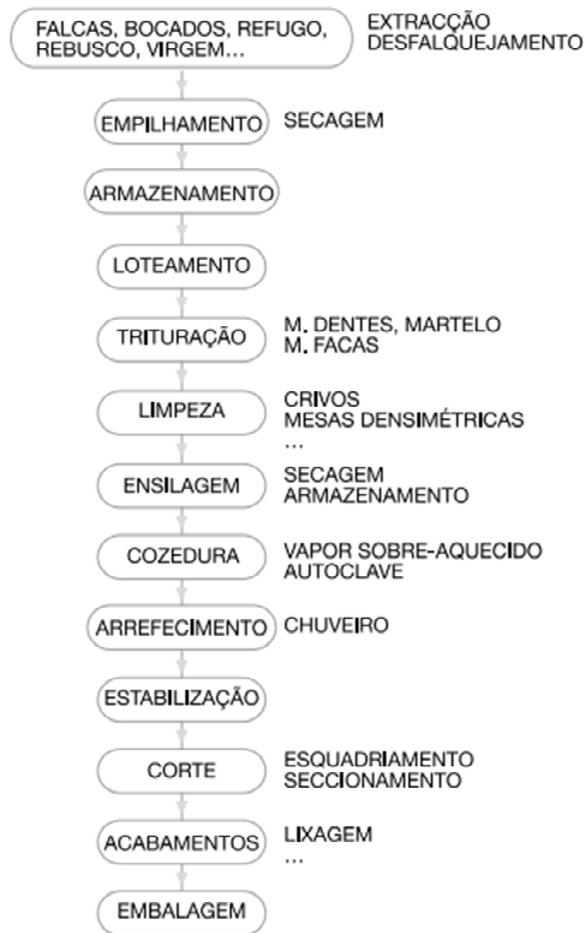 FALCAS, BOCADOS, REFUGO,
REBUSCO, VIRGEM...
EXTRACÇÃO
DESFALQUEJAMENTO
EMPILHAMENTO
SECAGEM
ARMAZENAMENTO
LOTEAMENTO
TRITURAÇÃO
M. DENTES, MARTELO
M. FACAS
LIMPEZA
CRIVOS
MESAS DENSIMÉTRICAS
...
ENSILAGEM
SECAGEM
ARMAZENAMENTO
COZEDURA
VAPOR SOBRE-AQUECIDO
AUTOCLAVE
ARREFECIMENTO
CHUVEIRO
ESTABILIZAÇÃO
CORTE
ESQUADRIAMENTO
SECCIONAMENTO
ACABAMENTOS
LIXAGEM
...
EMBALAGEM